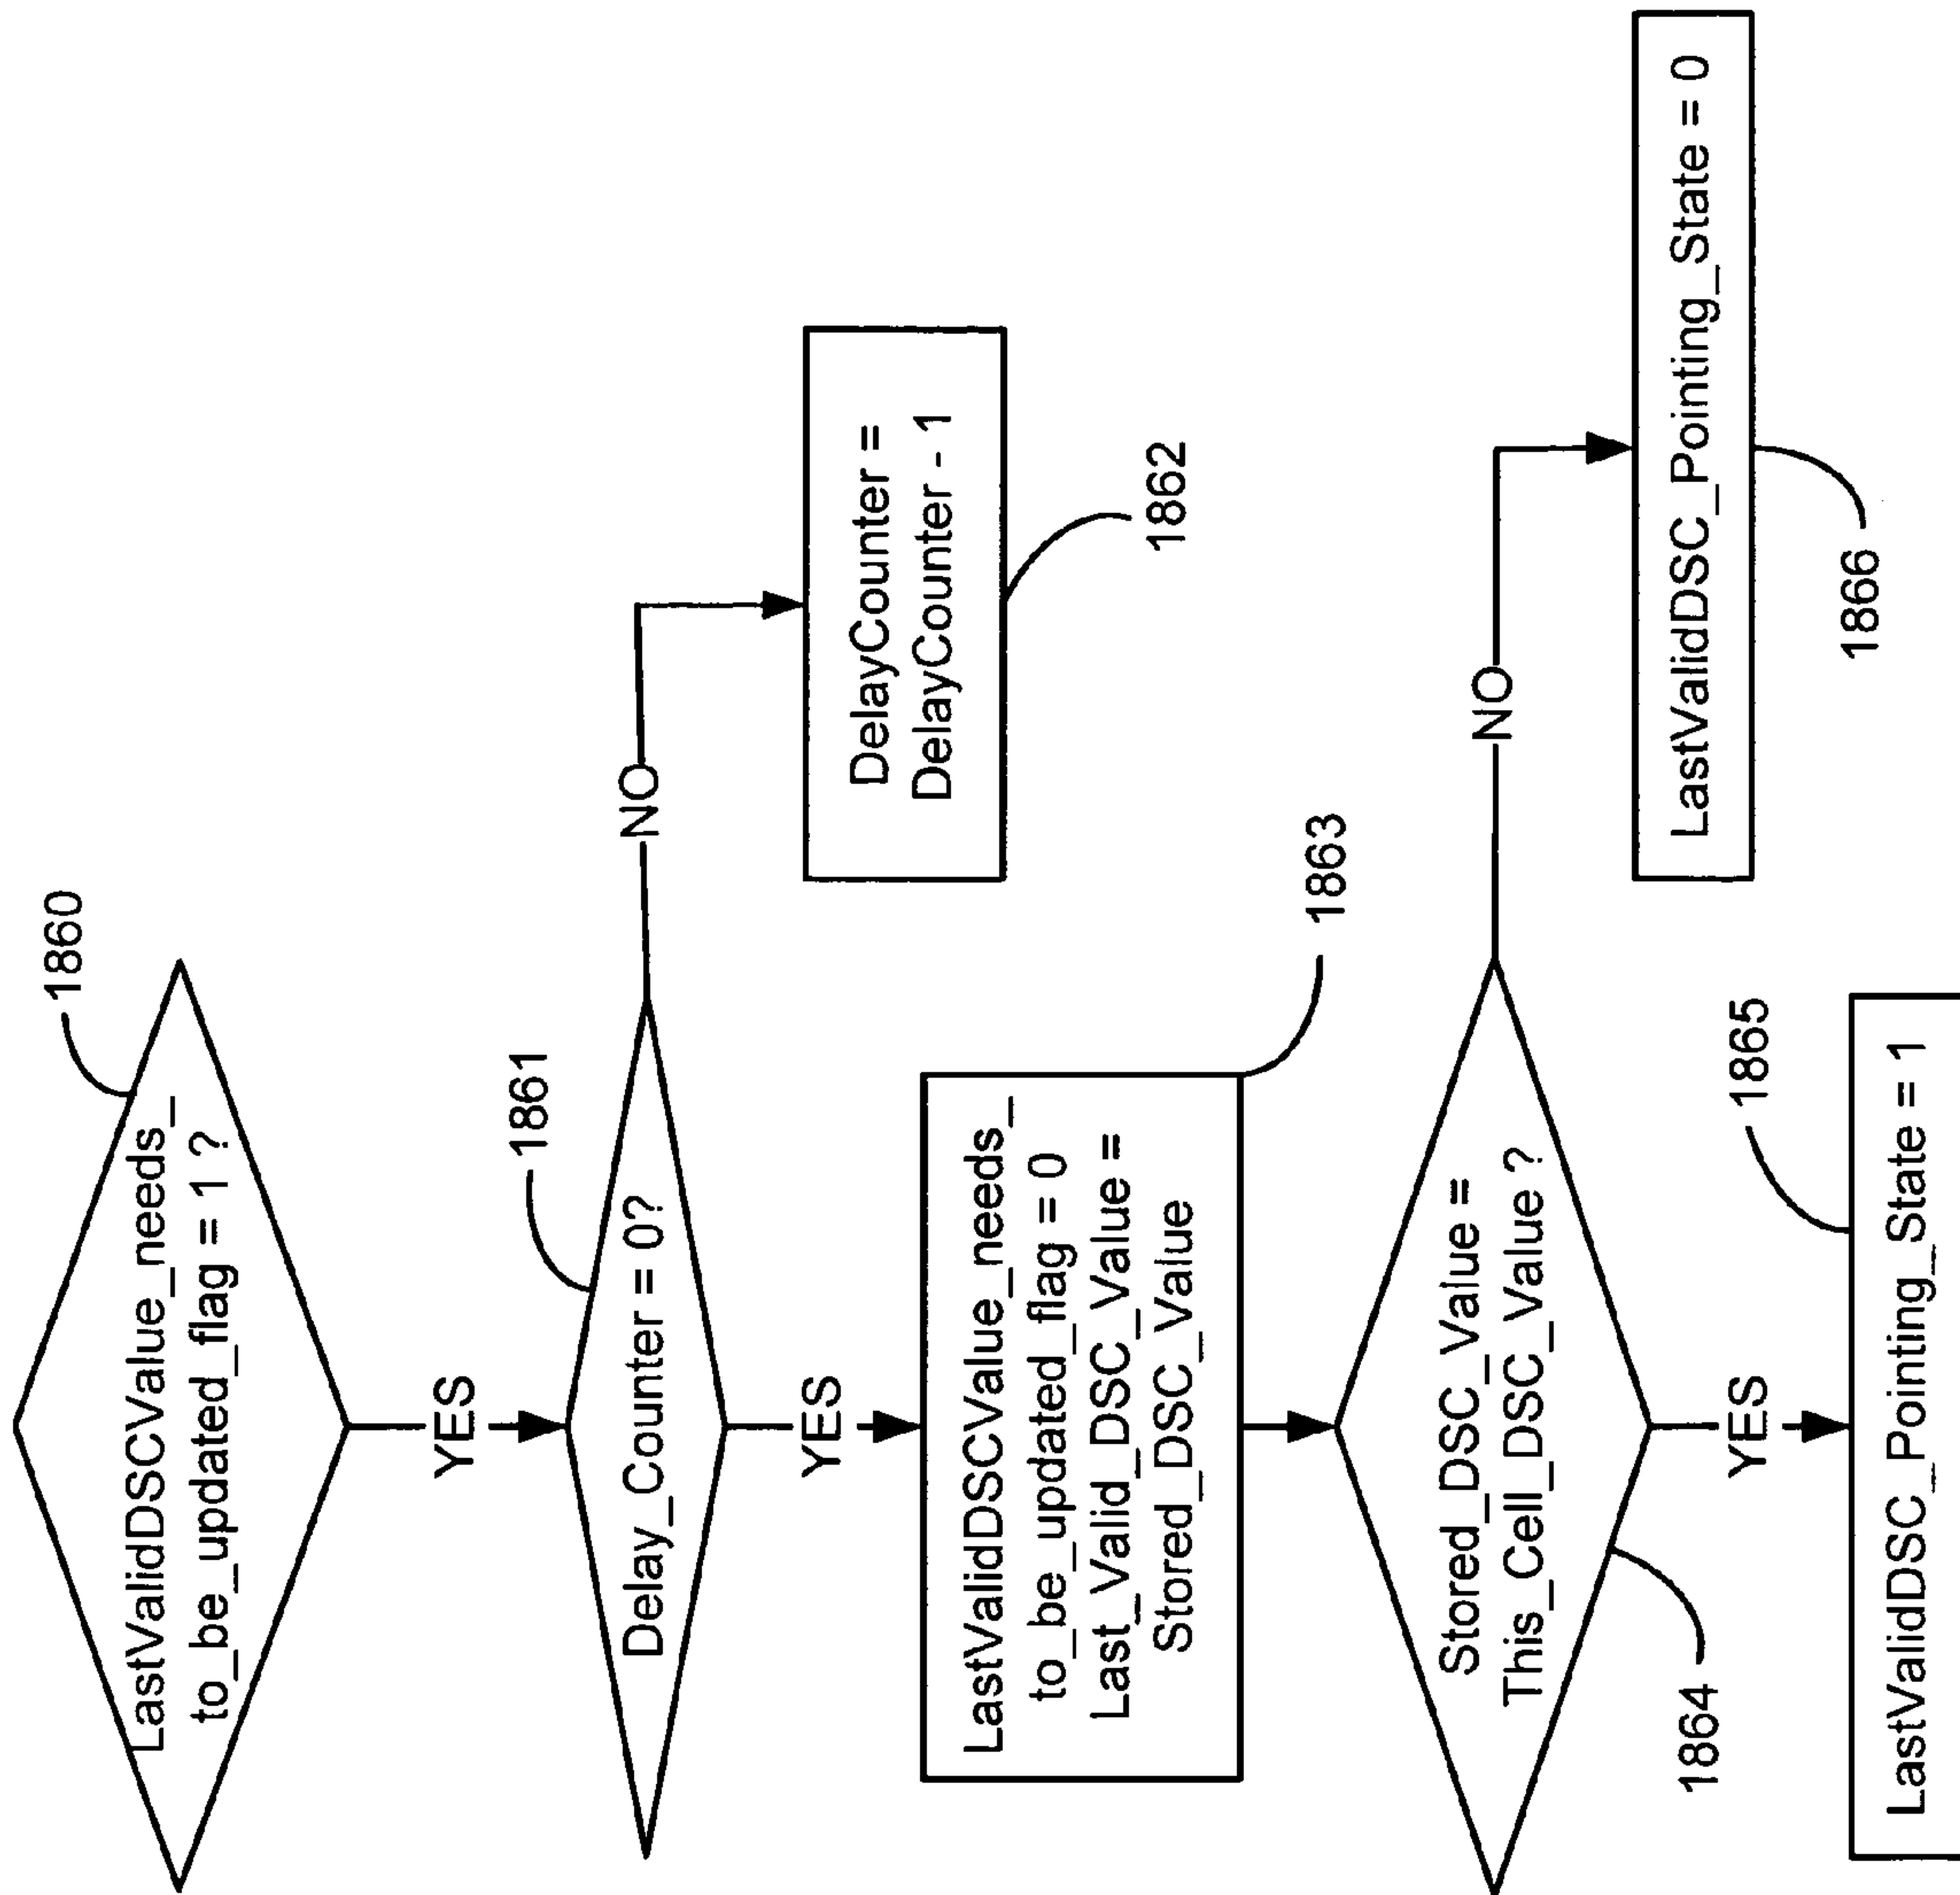 1860
LastValidDSCValue_needs_
to_be_updated_flag = 1 ?
YES
1861
Delay_Counter = 0?
NO
DelayCounter =
DelayCounter - 1
1862
YES
LastValidDSCValue_needs_
to_be_updated_flag = 0
Last_Valid_DSC_Value =
Stored_DSC_Value
1863
Stored_DSC_Value =
This_Cell_DSC_Value ?
1864
NO
LastValidDSC_Pointing_State = 0
1866
YES
1865
LastValidDSC_Pointing_State = 1